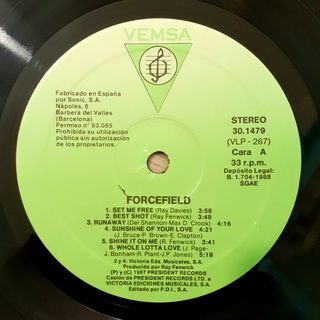 VEMSA
Fabricado en España
por Sonic, S.A.
Nápoles, 8
Barberá del Vallés
(Barcelona)
Permiso nº 93.085
Prohibida su utilización
pública sin autorización
de los propietarios.
STEREO
30.1479
(VLP - 267)
Cara A
33 r.p.m.
Depósito Legal:
B. 1.704-1988
SGAE
FORCEFIELD
1. SET ME FREE (Ray Davies) 3:56
2. BEST SHOT (Ray Fenwick) 3:49
3. RUNAWAY (Del Shannon-Max D. Crook) 4:16
4. SUNSHINE OF YOUR LOVE 4:21
(J. Bruce-P. Brown-E. Clapton)
5. SHINE IT ON ME (R. Fenwick) 3:49
6. WHOLE LOTTA LOVE (J. Page-J.
Bonham-R. Plant-J.P. Jones) 5:19
2 y 4: Victoria Eds. Musicales, S.A.
Producido por Ray Fenwick
(P) y (C) 1987 PRESIDENT RECORDS
Cesión de PRESIDENT RECORDS LTD. a
VICTORIA EDICIONES MUSICALES, S.A.
Editado por P.D.I., S.A.